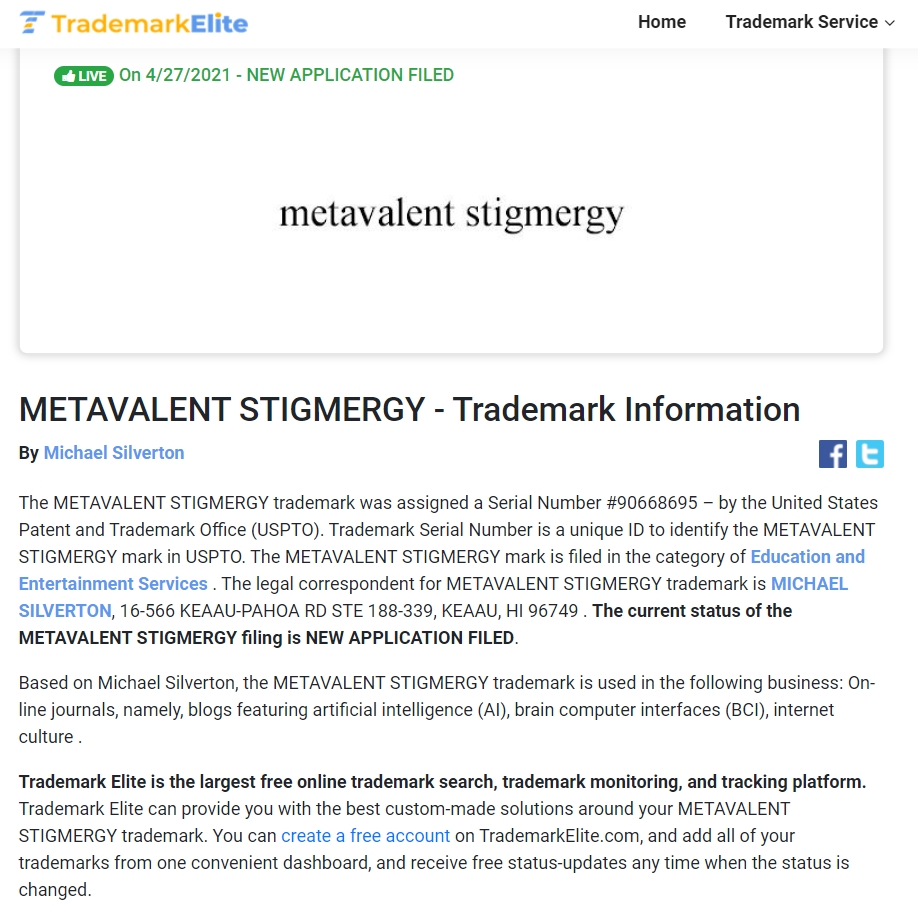 TrademarkElite
Home Trademark Service
LIVE On 4/27/2021 - NEW APPLICATION FILED
metavalent stigmergy
METAVALENT STIGMERGY - Trademark Information
By Michael Silverton
The METAVALENT STIGMERGY trademark was assigned a Serial Number #90668695 – by the United States
Patent and Trademark Office (USPTO). Trademark Serial Number is a unique ID to identify the METAVALENT
STIGMERGY mark in USPTO. The METAVALENT STIGMERGY mark is filed in the category of Education and
Entertainment Services . The legal correspondent for METAVALENT STIGMERGY trademark is MICHAEL
SILVERTON, 16-566 KEAAU-PAHOA RD STE 188-339, KEAAU, HI 96749 . The current status of the
METAVALENT STIGMERGY filing is NEW APPLICATION FILED.
Based on Michael Silverton, the METAVALENT STIGMERGY trademark is used in the following business: On-
line journals, namely, blogs featuring artificial intelligence (AI), brain computer interfaces (BCI), internet
culture .
Trademark Elite is the largest free online trademark search, trademark monitoring, and tracking platform.
Trademark Elite can provide you with the best custom-made solutions around your METAVALENT
STIGMERGY trademark. You can create a free account on TrademarkElite.com, and add all of your
trademarks from one convenient dashboard, and receive free status-updates any time when the status is
changed.